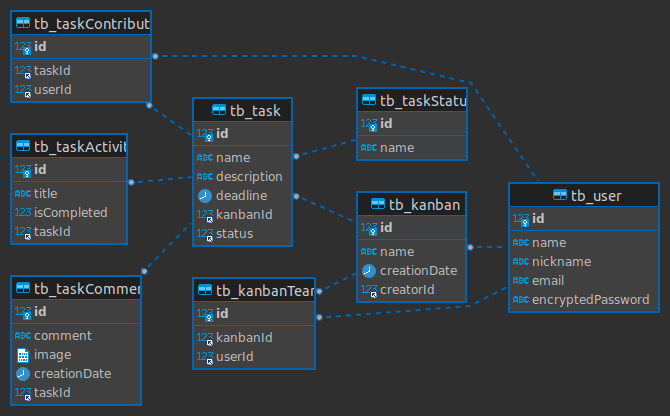 tb_taskContribut
123 id
123 taskId
123 userId
tb_taskActivit
123 id
ABC title
123 isCompleted
123 taskId
tb_taskCommer
123 id
ABC comment
image
creationDate
123 taskId
tb_task
123 id
ABC name
ABC description
deadline
123 kanbanId
123 status
tb_kanbanTear
123 id
123 kanbanId
123 userId
tb_taskStatu
123 id
ABC name
tb_kanban
123 id
ABC name
creationDate
123 creatorId
tb_user
123 id
ABC name
ABC nickname
ABC email
ABC encryptedPassword